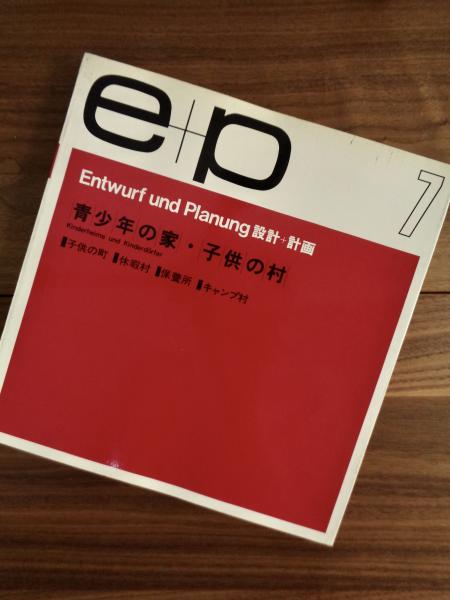 e+p
7
Entwurf und Planung 設計+計画
青少年の家・子供の村
Kinderheime und Kinderdörfer
子供の町 休暇村 保養所 キャンプ村